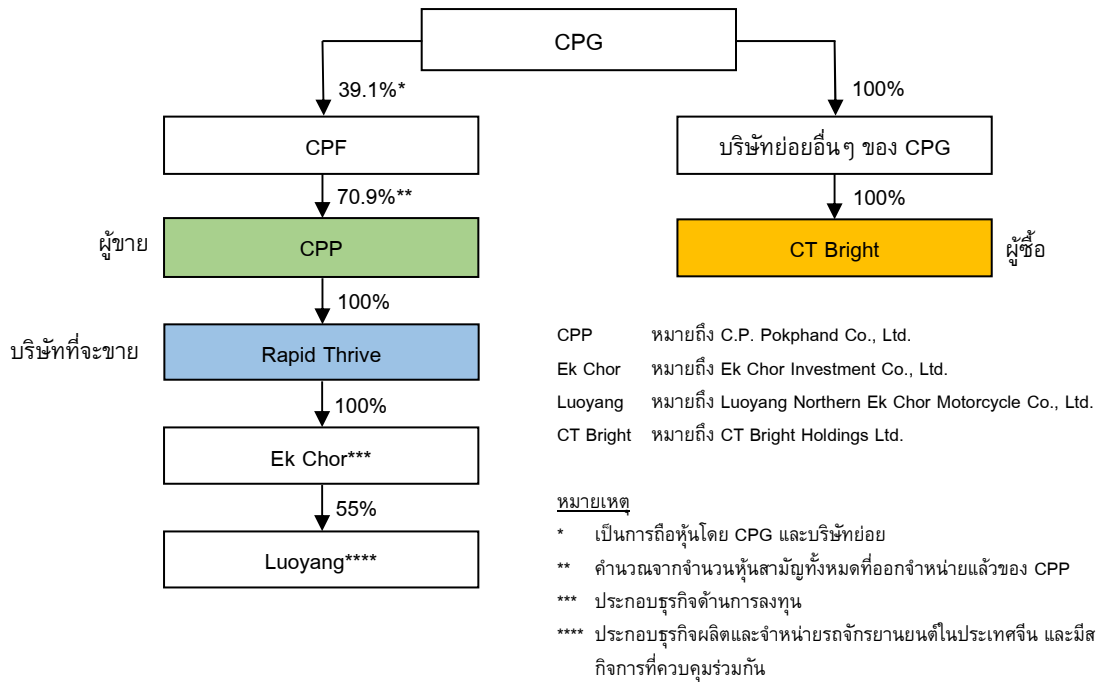 CPG
39.1%*
100%
CPF
บริษัทย่อยอื่นๆ ของ CPG
70.9%**
100%
ผู้ขาย
CPP
CT Bright
ผู้ซื้อ
100%
บริษัทที่จะขาย
Rapid Thrive
100%
Ek Chor***
55%
Luoyang****
CPP หมายถึง C.P. Pokphand Co., Ltd.
Ek Chor หมายถึง Ek Chor Investment Co., Ltd.
Luoyang หมายถึง Luoyang Northern Ek Chor Motorcycle Co., Ltd.
CT Bright หมายถึง CT Bright Holdings Ltd.
หมายเหตุ
* เป็นการถือหุ้นโดย CPG และบริษัทย่อย
** คำนวณจากจำนวนหุ้นสามัญทั้งหมดที่ออกจำหน่ายแล้วของ CPP
*** ประกอบธุรกิจด้านการลงทุน
**** ประกอบธุรกิจผลิตและจำหน่ายรถจักรยานยนต์ในประเทศจีน และมีส
กิจการที่ควบคุมร่วมกัน